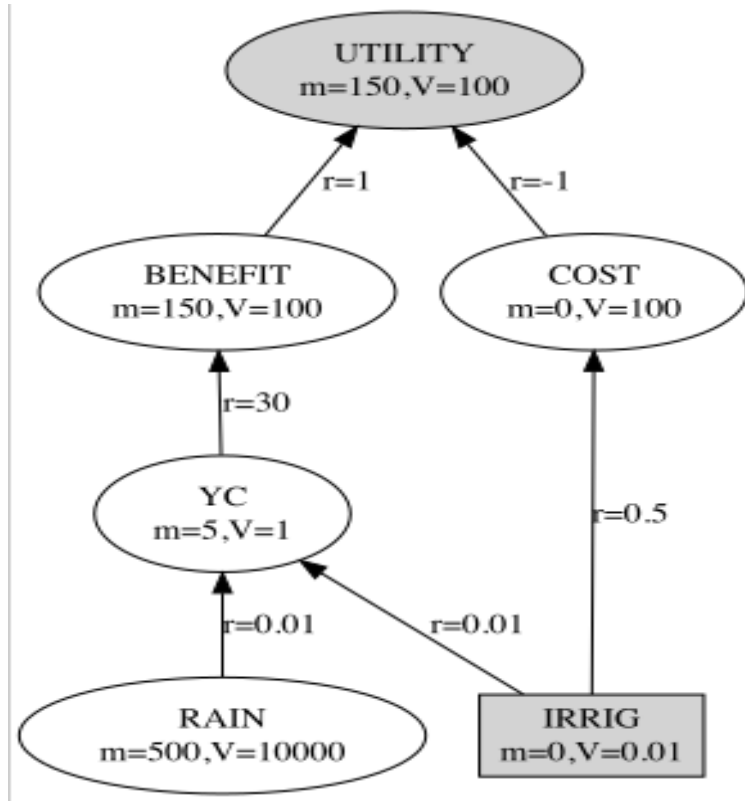 UTILITY
m=150,V=100
r=1
r=-1
BENEFIT
m=150,V=100
COST
m=0,V=100
r=30
YC
m=5,V=1
r=0.5
r=0.01
r=0.01
RAIN
m=500,V=10000
IRRIG
m=0,V=0.01